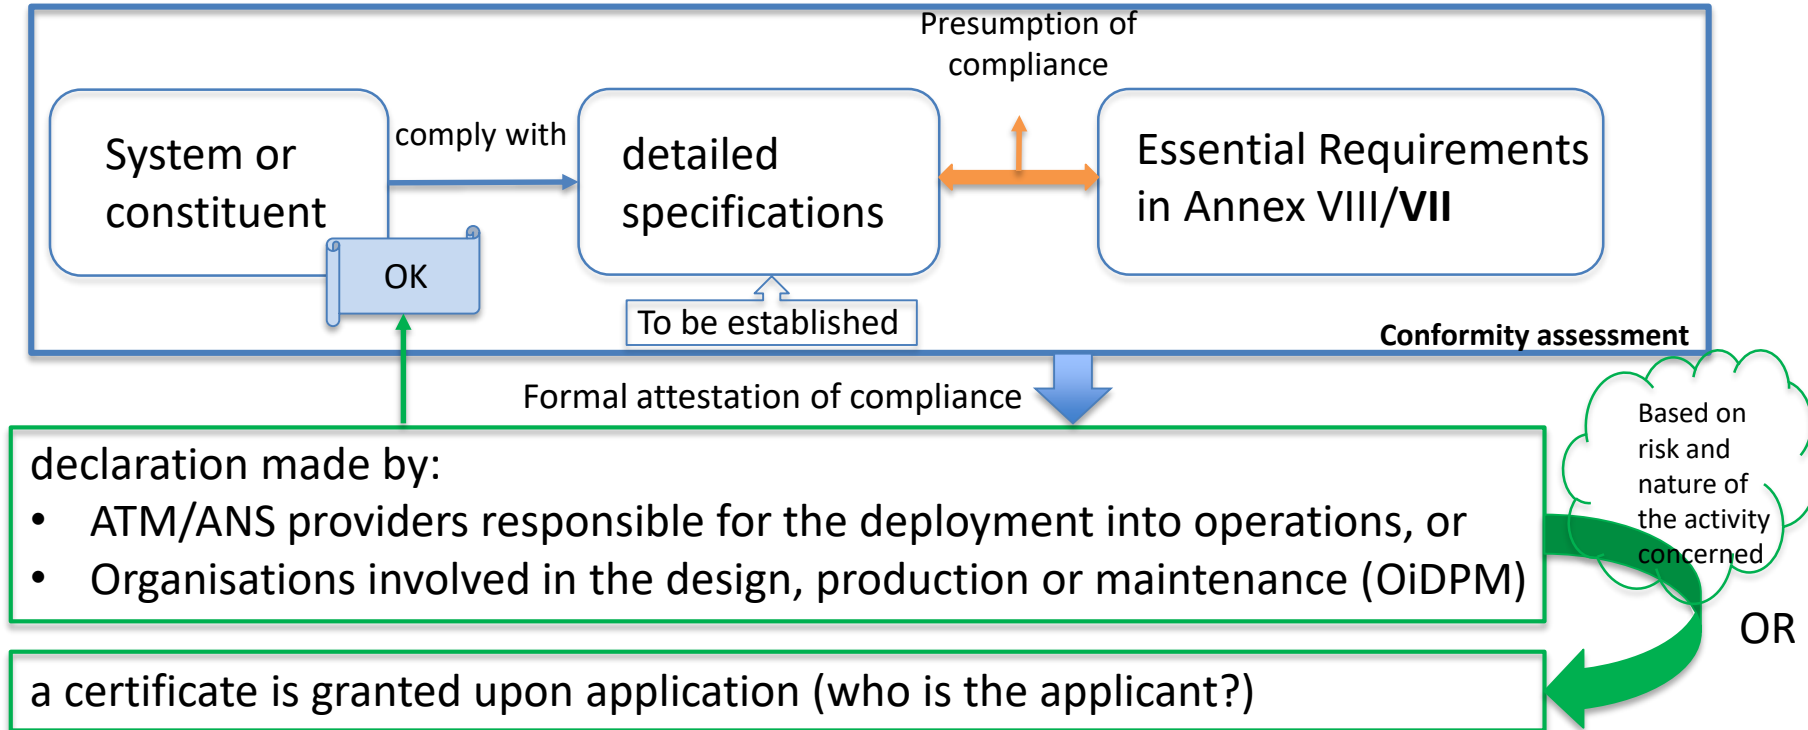 Presumption of
compliance
System or
constituent
comply with
detailed
specifications
Essential Requirements
in Annex VIII/VII
OK
To be established
Conformity assessment
Formal attestation of compliance
Based on
risk and
nature of
the activity
concerned
declaration made by:
• ATM/ANS providers responsible for the deployment into operations, or
• Organisations involved in the design, production or maintenance (OiDPM)
OR
a certificate is granted upon application (who is the applicant?)